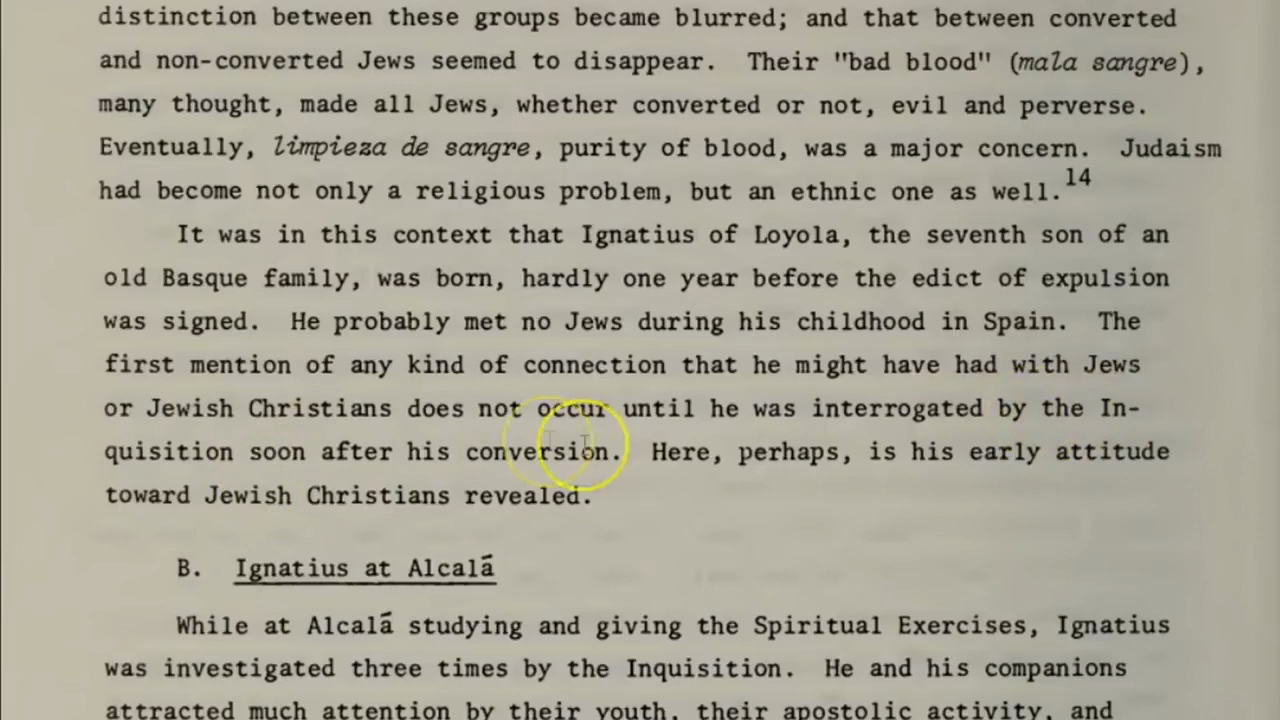 distinction between these groups became blurred; and that between converted
and non-converted Jews seemed to disappear. Their "bad blood" (mala sangre),
many thought, made all Jews, whether converted or not, evil and perverse.
Eventually, limpieza de sangre, purity of blood, was a major concern. Judaism
had become not only a religious problem, but an ethnic one as well.14
It was in this context that Ignatius of Loyola, the seventh son of an
old Basque family, was born, hardly one year before the edict of expulsion
was signed. He probably met no Jews during his childhood in Spain. The
first mention of any kind of connection that he might have had with Jews
or Jewish Christians does not occur until he was interrogated by the In-
quisition soon after his conversion. Here, perhaps, is his early attitude
toward Jewish Christians revealed.
B. Ignatius at Alcalá
While at Alcalá studying and giving the Spiritual Exercises, Ignatius
was investigated three times by the Inquisition. He and his companions
attracted much attention by their youth, their apostolic activity, and